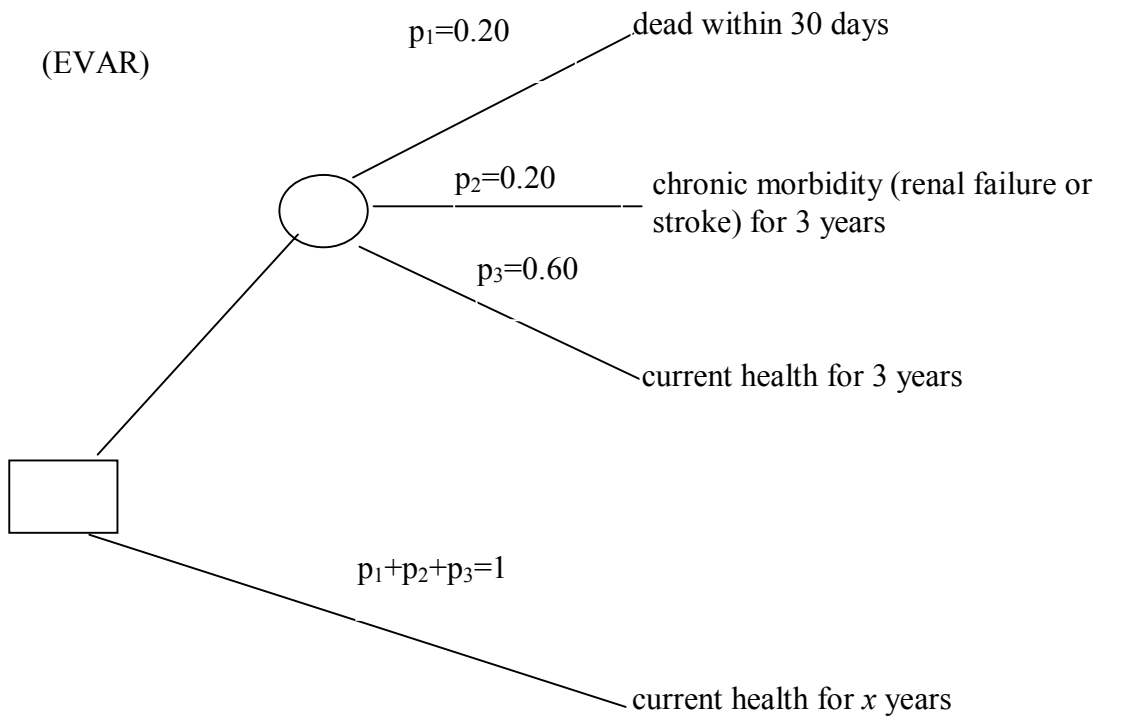 p₁=0.20
dead within 30 days
(EVAR)
p₂=0.20
chronic morbidity (renal failure or
stroke) for 3 years
p₃=0.60
current health for 3 years
p₁+p₂+p₃=1
current health for x years